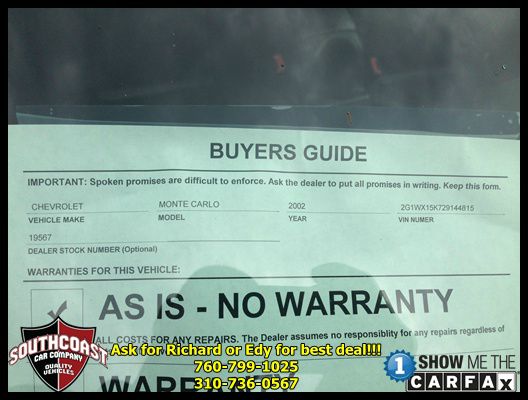 BUYERS GUIDE
IMPORTANT: Spoken promises are difficult to enforce. Ask the dealer to put all promises in writing. Keep this form.
CHEVROLET MONTE CARLO 2002 2G1WX15K729144815
VEHICLE MAKE MODEL YEAR VIN NUMER
19567
DEALER STOCK NUMBER (Optional)
WARRANTIES FOR THIS VEHICLE:
AS IS - NO WARRANTY
ALL COSTS FOR ANY REPAIRS. The Dealer assumes no responsiblity for any repairs regardless of
WARRANTY
SOUTHCOAST
CAR COMPANY
QUALITY
VEHICLES
Ask for Richard or Edy for best deal!!!
760-799-1025
310-736-0567
1 SHOW ME THE
CARFAX